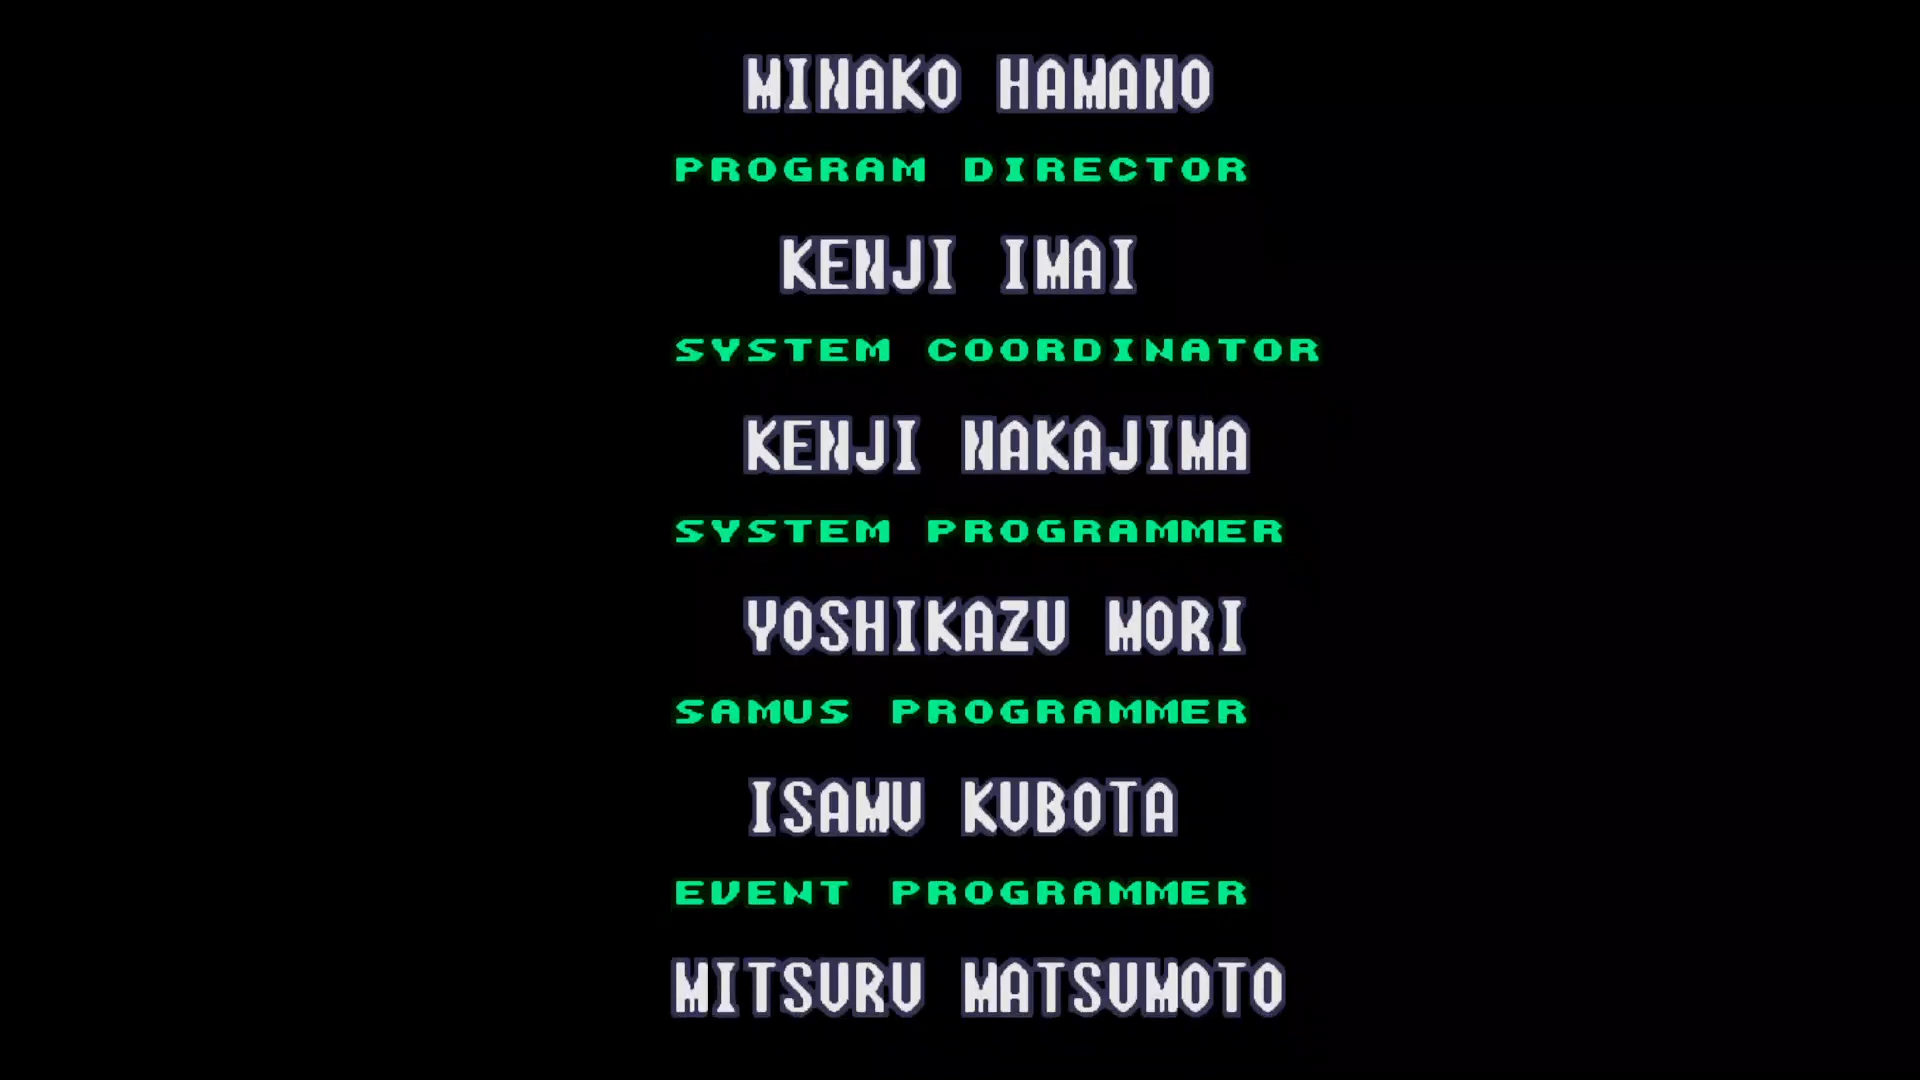 MINAKO HAMANO
PROGRAM DIRECTOR
KENJI IMAI
SYSTEM COORDINATOR
KENJI NAKAJIMA
SYSTEM PROGRAMMER
YOSHIKAZU MORI
SAMUS PROGRAMMER
ISAMU KUBOTA
EVENT PROGRAMMER
MITSURU MATSUMOTO